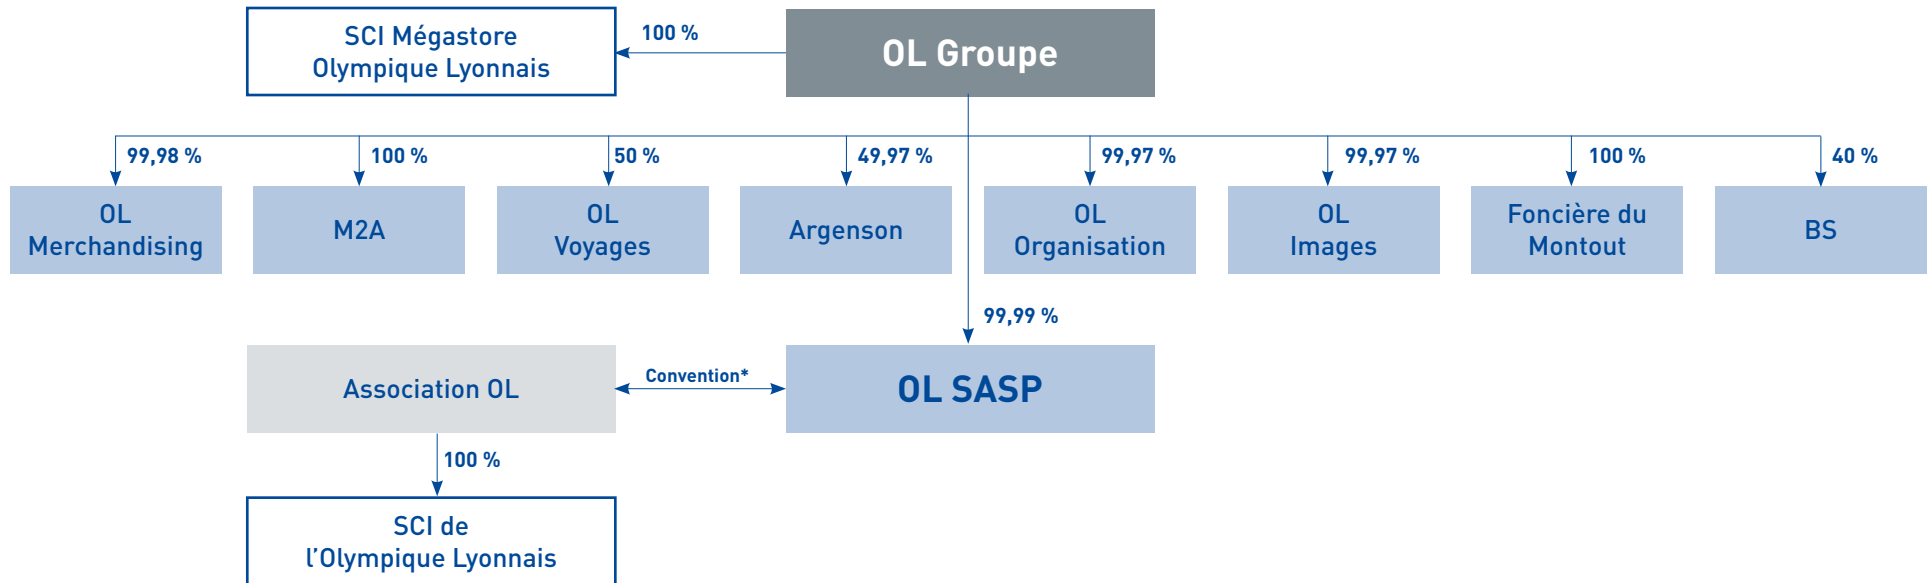 SCI Mégastore
Olympique Lyonnais
100 %
OL Groupe
99,98 %
100 %
50 %
49,97 %
99,97 %
99,97 %
100 %
40 %
OL
Merchandising
M2A
OL
Voyages
Argenson
OL
Organisation
OL
Images
Foncière du
Montout
BS
99,99 %
Association OL
Convention*
OL SASP
100 %
SCI de
l'Olympique Lyonnais